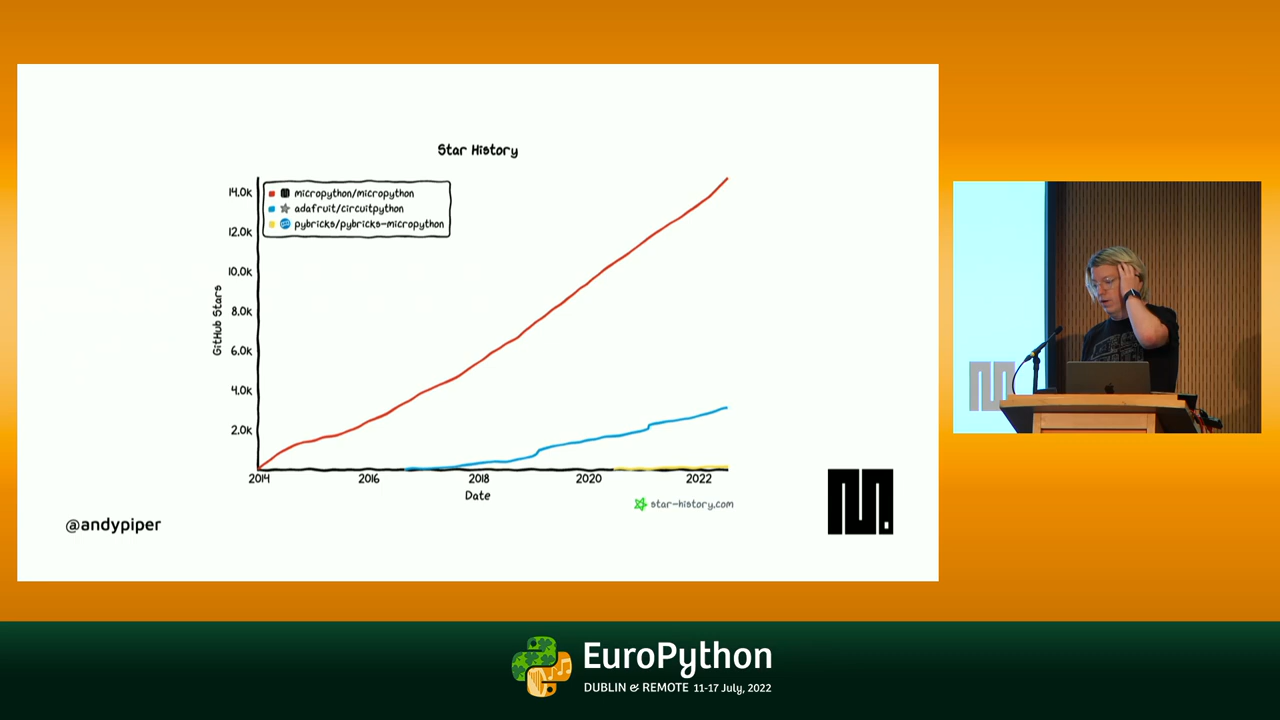 Star History
14.0k
12.0k
10.0k
8.0k
6.0k
4.0k
2.0k
GitHub Stars
micropython/micropython
adafruit/circuitpython
pybricks/pybricks-micropython
2014
2016
2018
2020
2022
Date
star-history.com
@andypiper
EuroPython
DUBLIN & REMOTE 11-17 July, 2022